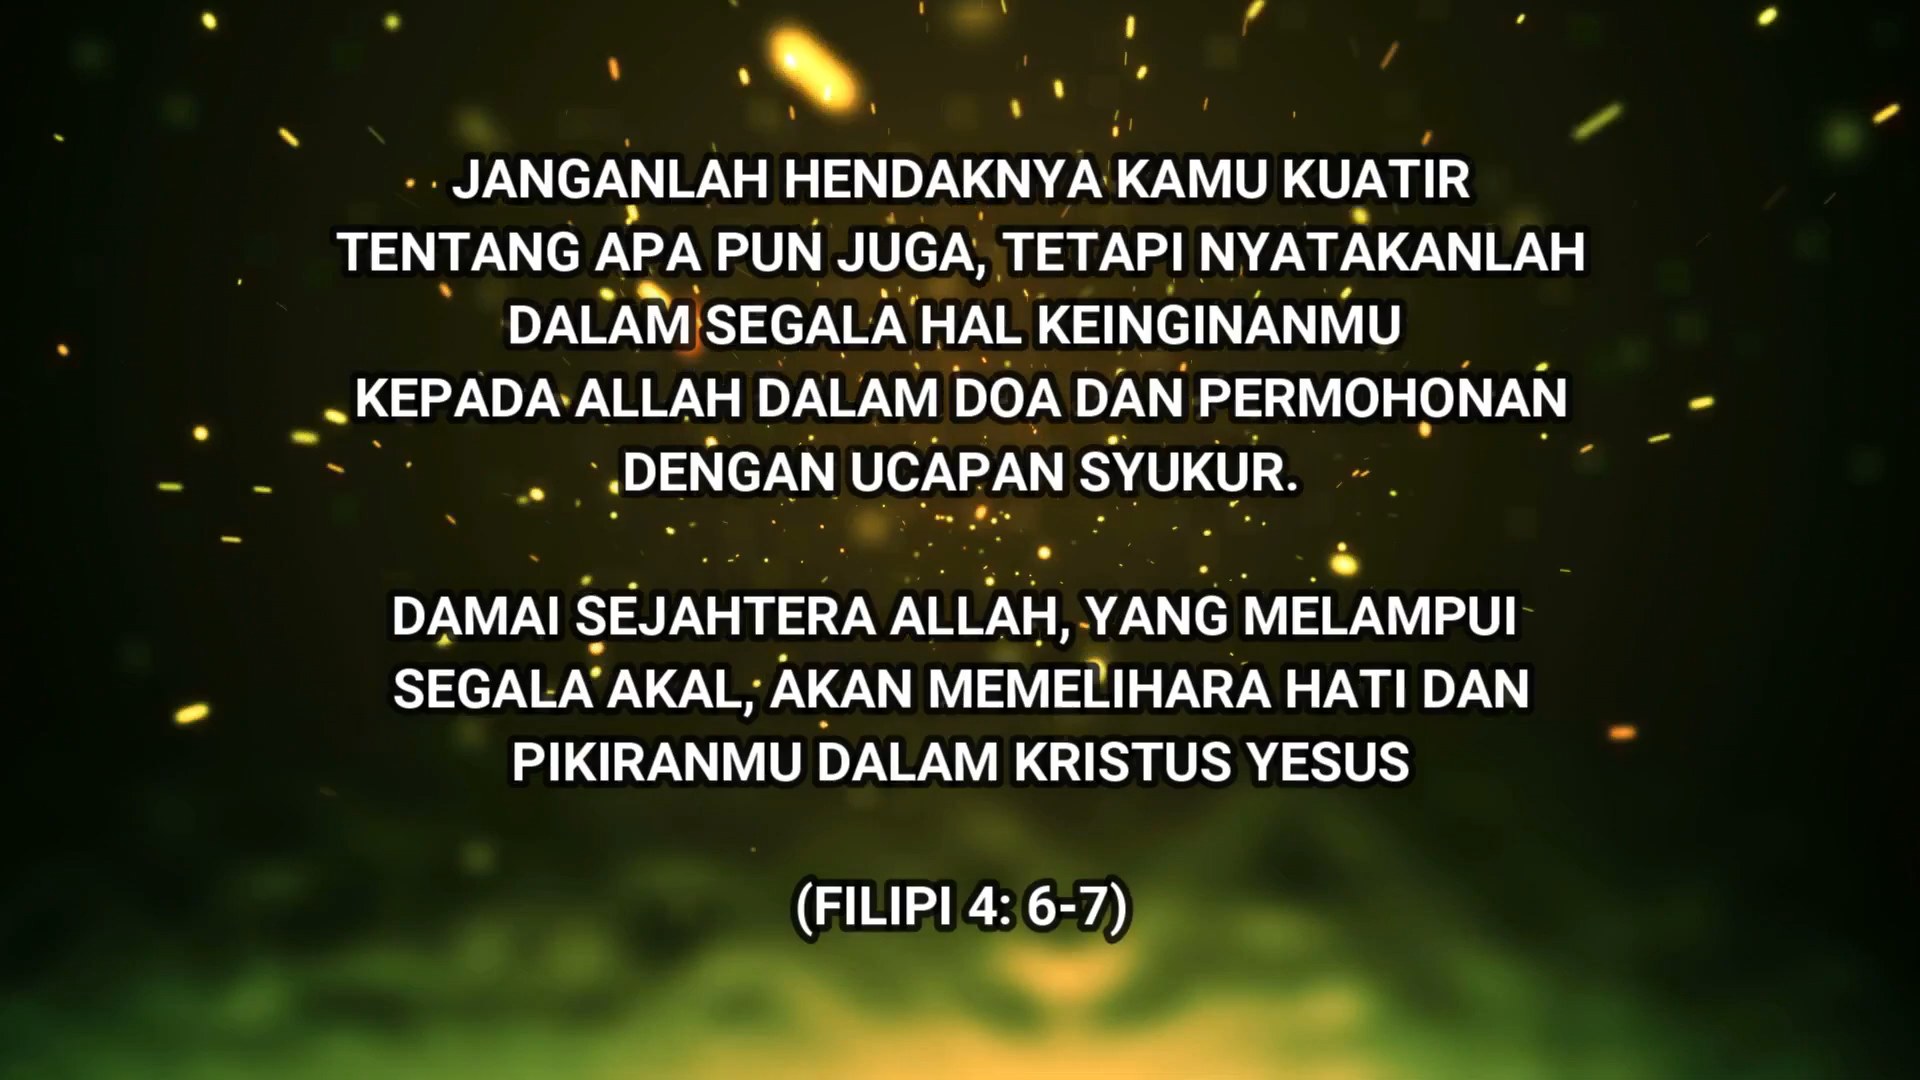 JANGANLAH HENDAKNYA KAMU KUATIR
TENTANG APA PUN JUGA, TETAPI NYATAKANLAH
DALAM SEGALA HAL KEINGINANMU
KEPADA ALLAH DALAM DOA DAN PERMOHONAN
DENGAN UCAPAN SYUKUR.
DAMAI SEJAHTERA ALLAH, YANG MELAMPUI
SEGALA AKAL, AKAN MEMELIHARA HATI DAN
PIKIRANMU DALAM KRISTUS YESUS
(FILIPI 4: 6-7)